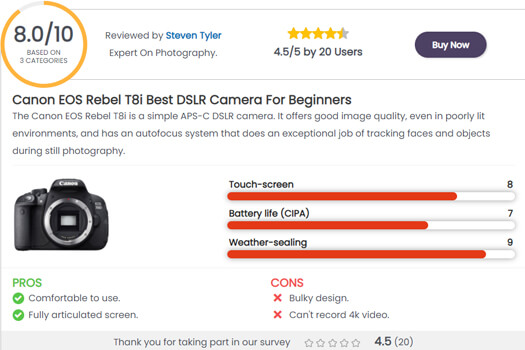 8.0/10
BASED ON
3 CATEGORIES
Reviewed by Steven Tyler
Expert On Photography.
4.5/5 by 20 Users
Buy Now
Canon EOS Rebel T8i Best DSLR Camera For Beginners
The Canon EOS Rebel T8i is a simple APS-C DSLR camera. It offers good image quality, even in poorly lit
environments, and has an autofocus system that does an exceptional job of tracking faces and objects
during still photography.
Canon
Touch-screen 8
Battery life (CIPA) 7
Weather-sealing 9
PROS
Comfortable to use.
Fully articulated screen.
CONS
Bulky design.
Can't record 4k video.
Thank you for taking part in our survey 4.5 (20)